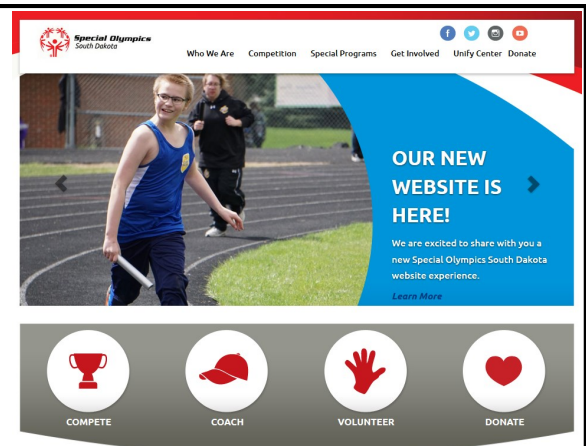 Special Olympics
South Dakota
Who We Are Competition Special Programs Get Involved Unify Center Donate
OUR NEW
WEBSITE IS
HERE!
We are excited to share with you a
new Special Olympics South Dakota
website experience.
Learn More
COMPETE COACH VOLUNTEER DONATE